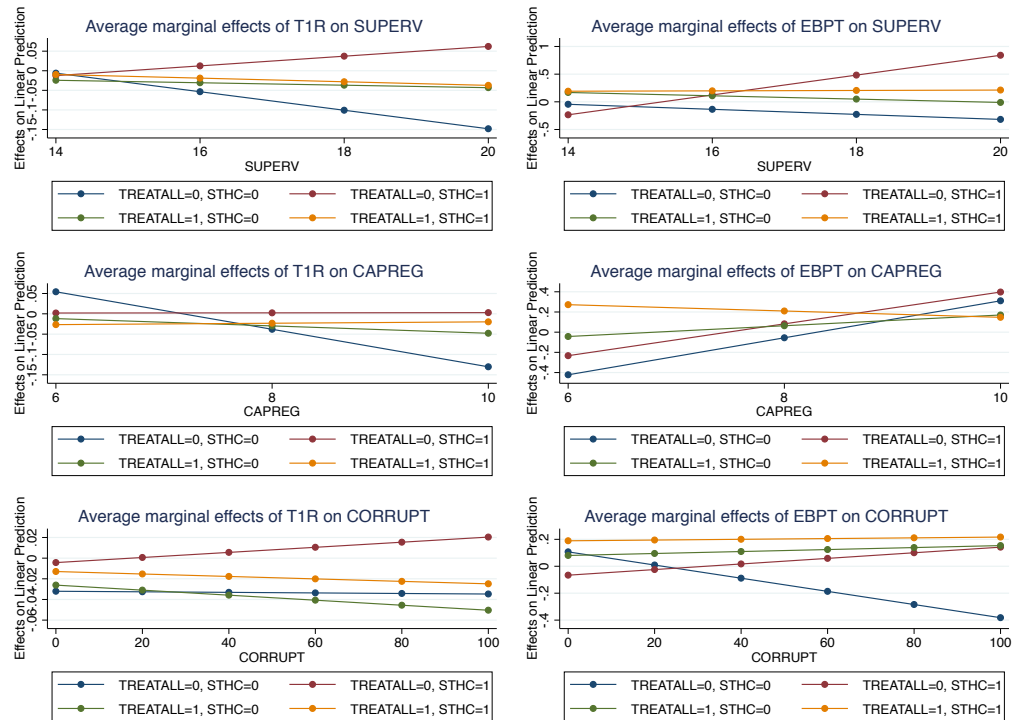 Average marginal effects of T1R on SUPERV
Effects on Linear Prediction
-.15-.1-.05 0 .05
14 16 18 20
SUPERV
TREATALL=0, STHC=0 TREATALL=0, STHC=1
TREATALL=1, STHC=0 TREATALL=1, STHC=1
Average marginal effects of EBPT on SUPERV
Effects on Linear Prediction
-.5 0 .5 1
14 16 18 20
SUPERV
TREATALL=0, STHC=0 TREATALL=0, STHC=1
TREATALL=1, STHC=0 TREATALL=1, STHC=1
Average marginal effects of T1R on CAPREG
Effects on Linear Prediction
-.15-.1-.05 0 .05
6 8 10
CAPREG
TREATALL=0, STHC=0 TREATALL=0, STHC=1
TREATALL=1, STHC=0 TREATALL=1, STHC=1
Average marginal effects of EBPT on CAPREG
Effects on Linear Prediction
-.4 -.2 0 .2 .4
6 8 10
CAPREG
TREATALL=0, STHC=0 TREATALL=0, STHC=1
TREATALL=1, STHC=0 TREATALL=1, STHC=1
Average marginal effects of T1R on CORRUPT
Effects on Linear Prediction
-.06-.04-.02 0 .02
0 20 40 60 80 100
CORRUPT
TREATALL=0, STHC=0 TREATALL=0, STHC=1
TREATALL=1, STHC=0 TREATALL=1, STHC=1
Average marginal effects of EBPT on CORRUPT
Effects on Linear Prediction
-.4 -.2 0 .2
0 20 40 60 80 100
CORRUPT
TREATALL=0, STHC=0 TREATALL=0, STHC=1
TREATALL=1, STHC=0 TREATALL=1, STHC=1